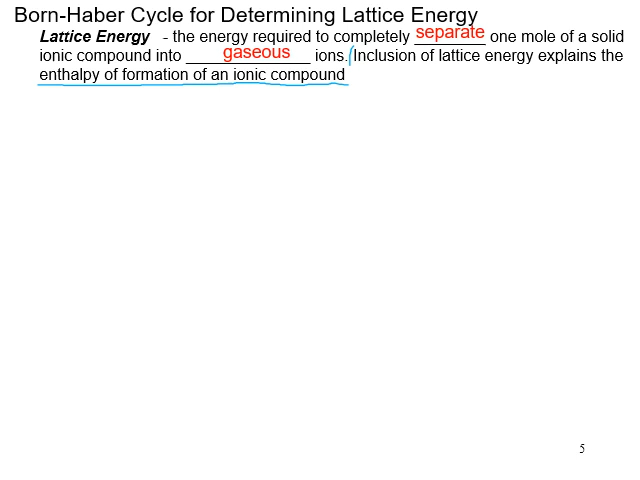 Born-Haber Cycle for Determining Lattice Energy
Lattice Energy - the energy required to completely separate one mole of a solid
ionic compound into gaseous ions. Inclusion of lattice energy explains the
enthalpy of formation of an ionic compound
5